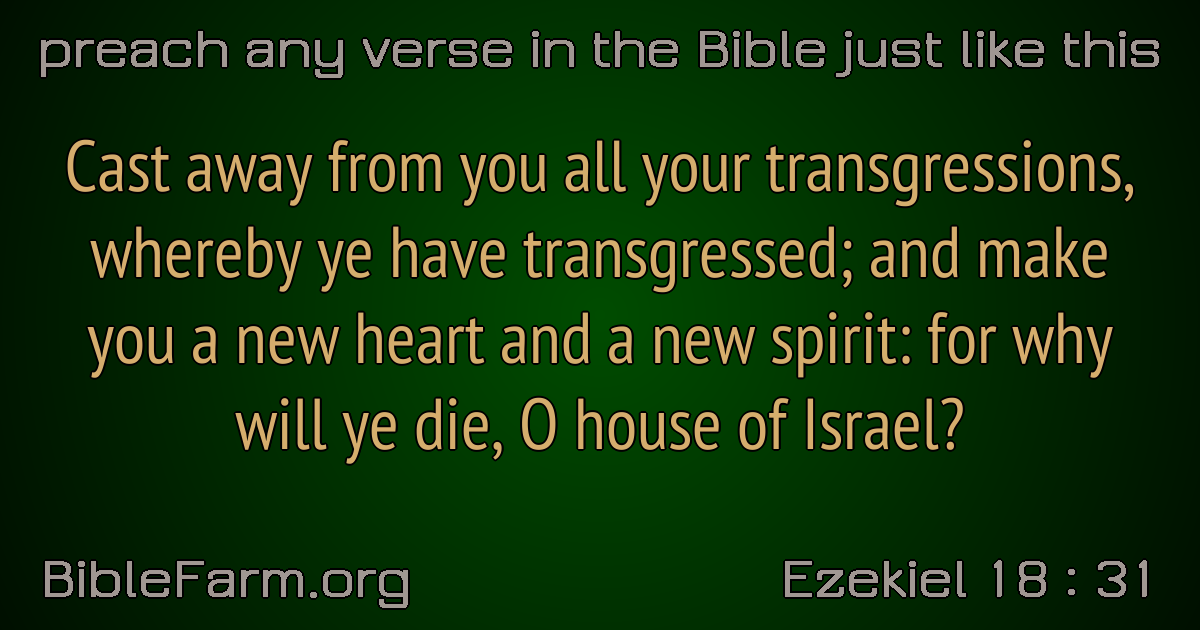 preach any verse in the Bible just like this
Cast away from you all your transgressions,
whereby ye have transgressed; and make
you a new heart and a new spirit: for why
will ye die, O house of Israel?
BibleFarm.org
Ezekiel 18 : 31